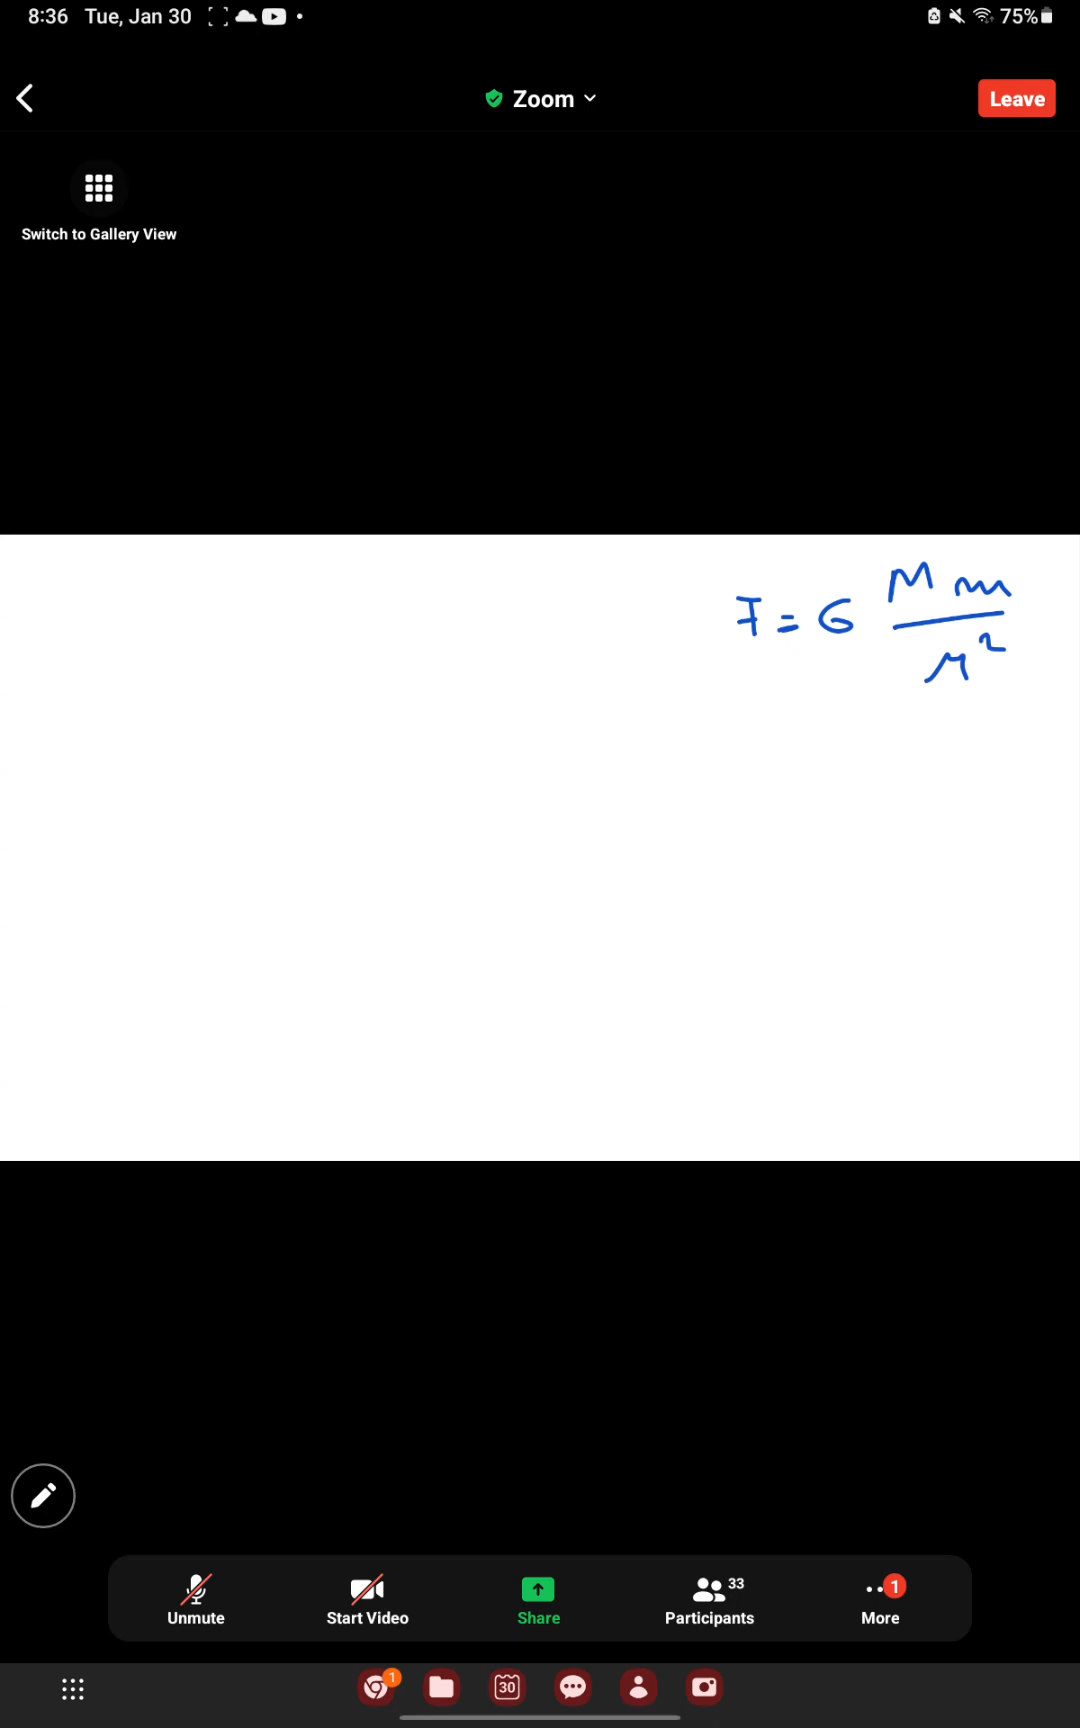 8:36 Tue, Jan 30 75%
Zoom
Leave
Switch to Gallery View
F = G M m / r²
Unmute Start Video Share Participants 33 More 1
1 30